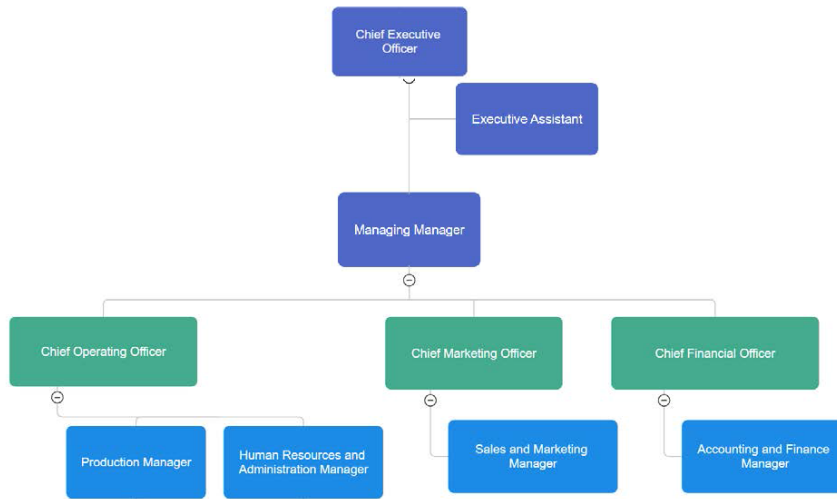 Chief Executive
Officer
Executive Assistant
Managing Manager
Chief Operating Officer
Chief Marketing Officer
Chief Financial Officer
Production Manager
Human Resources and
Administration Manager
Sales and Marketing
Manager
Accounting and Finance
Manager